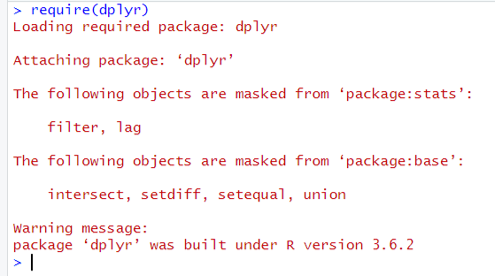 > require(dplyr)
Loading required package: dplyr
Attaching package: ‘dplyr’
The following objects are masked from ‘package:stats’:
filter, lag
The following objects are masked from ‘package:base’:
intersect, setdiff, setequal, union
Warning message:
package ‘dplyr’ was built under R version 3.6.2
>